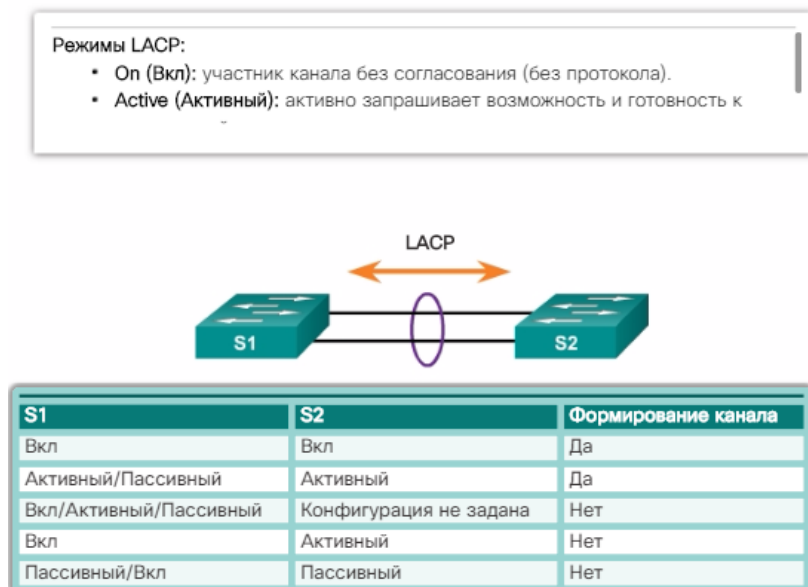 Режимы LACP:
• On (Вкл): участник канала без согласования (без протокола).
• Active (Активный): активно запрашивает возможность и готовность к
LACP
S1
S2
S1 S2 Формирование канала
Вкл Вкл Да
Активный/Пассивный Активный Да
Вкл/Активный/Пассивный Конфигурация не задана Нет
Вкл Активный Нет
Пассивный/Вкл Пассивный Нет